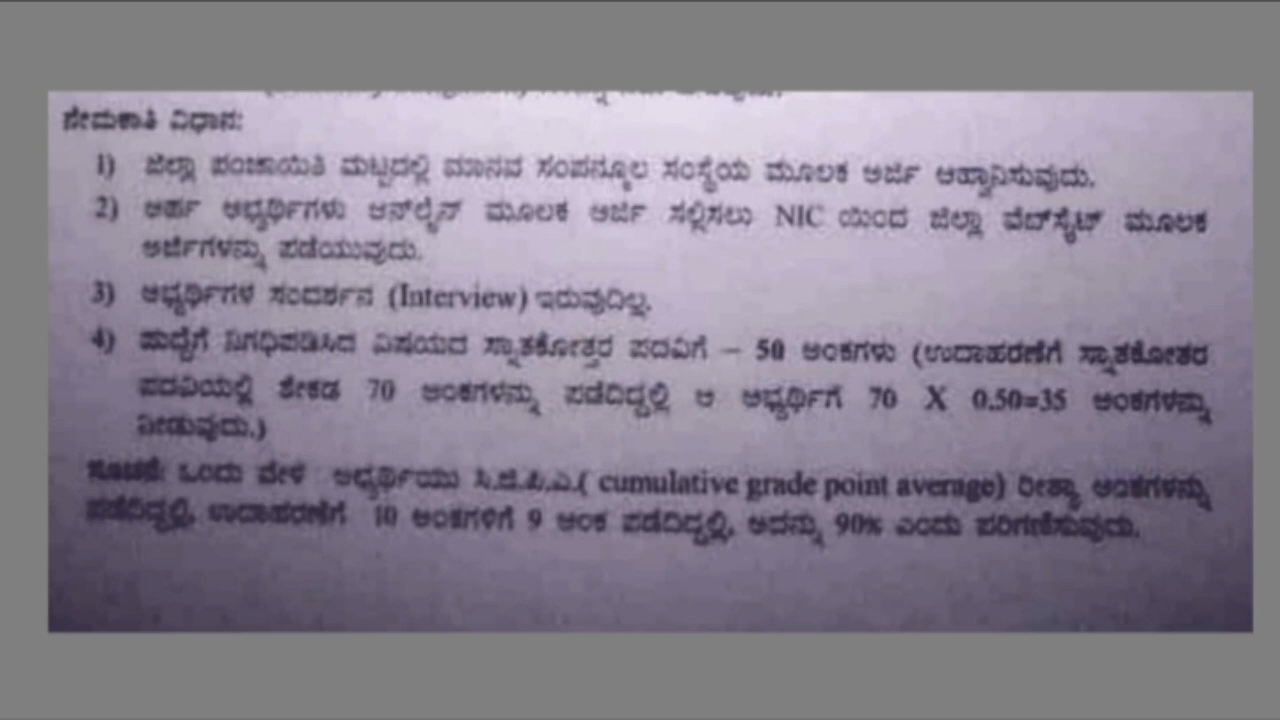 ನೇಮಕಾತಿ ವಿಧಾನ:
1) ಜಿಲ್ಲಾ ಪಂಚಾಯಿತಿ ಮಟ್ಟದಲ್ಲಿ ಮಾನವ ಸಂಪನ್ಮೂಲ ಸಂಸ್ಥೆಯ ಮೂಲಕ ಅರ್ಜಿ ಆಹ್ವಾನಿಸುವುದು.
2) ಅರ್ಹ ಅಭ್ಯರ್ಥಿಗಳು ಆನ್‌ಲೈನ್ ಮೂಲಕ ಅರ್ಜಿ ಸಲ್ಲಿಸಲು NIC ಯಿಂದ ಜಿಲ್ಲಾ ವೆಬ್‌ಸೈಟ್ ಮೂಲಕ
ಅರ್ಜಿಗಳನ್ನು ಪಡೆಯುವುದು.
3) ಅಭ್ಯರ್ಥಿಗಳ ಸಂದರ್ಶನ (Interview) ಇರುವುದಿಲ್ಲ.
4) ಹುದ್ದೆಗೆ ನಿಗಧಿಪಡಿಸಿದ ವಿಷಯದ ಸ್ನಾತಕೋತ್ತರ ಪದವಿಗೆ – 50 ಅಂಕಗಳು (ಉದಾಹರಣೆಗೆ ಸ್ನಾತಕೋತರ
ಪದವಿಯಲ್ಲಿ ಶೇಕಡ 70 ಅಂಕಗಳನ್ನು ಪಡೆದಿದ್ದಲ್ಲಿ ಆ ಅಭ್ಯರ್ಥಿಗೆ 70 X 0.50=35 ಅಂಕಗಳನ್ನು
ನೀಡುವುದು.)
ಸೂಚನೆ: ಒಂದು ವೇಳೆ ಅಭ್ಯರ್ಥಿಯು ಸಿ.ಜಿ.ಪಿ.ಎ.( cumulative grade point average) ರೀತ್ಯಾ ಅಂಕಗಳನ್ನು
ಪಡೆದಿದ್ದಲ್ಲಿ, ಉದಾಹರಣೆಗೆ 10 ಅಂಕಗಳಿಗೆ 9 ಅಂಕ ಪಡೆದಿದ್ದಲ್ಲಿ, ಅದನ್ನು 90% ಎಂದು ಪರಿಗಣಿಸುವುದು.